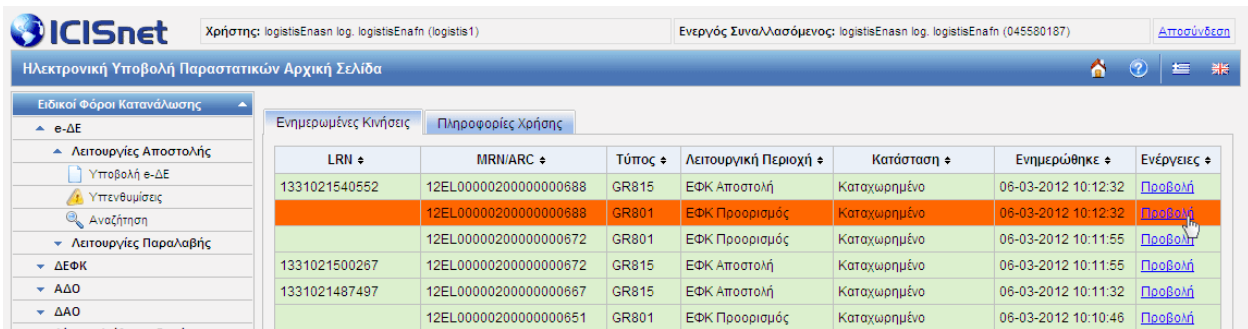 ICISnet Χρήστης: logistisEnasn log. logistisEnafn (logistis1) Ενεργός Συναλλασόμενος: logistisEnasn log. logistisEnafn (045580187) Αποσύνδεση
Ηλεκτρονική Υποβολή Παραστατικών Αρχική Σελίδα
Ειδικοί Φόροι Κατανάλωσης
e-ΔΕ
Λειτουργίες Αποστολής
Υποβολή e-ΔΕ
Υπενθυμίσεις
Αναζήτηση
Λειτουργίες Παραλαβής
ΔΕΦΚ
ΑΔΟ
ΔΑΟ
Ενημερωμένες Κινήσεις Πληροφορίες Χρήσης
LRN MRN/ARC Τύπος Λειτουργική Περιοχή Κατάσταση Ενημερώθηκε Ενέργειες
1331021540552 12EL00000200000000688 GR815 ΕΦΚ Αποστολή Καταχωρημένο 06-03-2012 10:12:32 Προβολή
12EL00000200000000688 GR801 ΕΦΚ Προορισμός Καταχωρημένο 06-03-2012 10:12:32 Προβολή
12EL00000200000000672 GR801 ΕΦΚ Προορισμός Καταχωρημένο 06-03-2012 10:11:55 Προβολή
1331021500267 12EL00000200000000672 GR815 ΕΦΚ Αποστολή Καταχωρημένο 06-03-2012 10:11:55 Προβολή
1331021487497 12EL00000200000000667 GR815 ΕΦΚ Αποστολή Καταχωρημένο 06-03-2012 10:11:32 Προβολή
12EL00000200000000651 GR801 ΕΦΚ Προορισμός Καταχωρημένο 06-03-2012 10:10:46 Προβολή